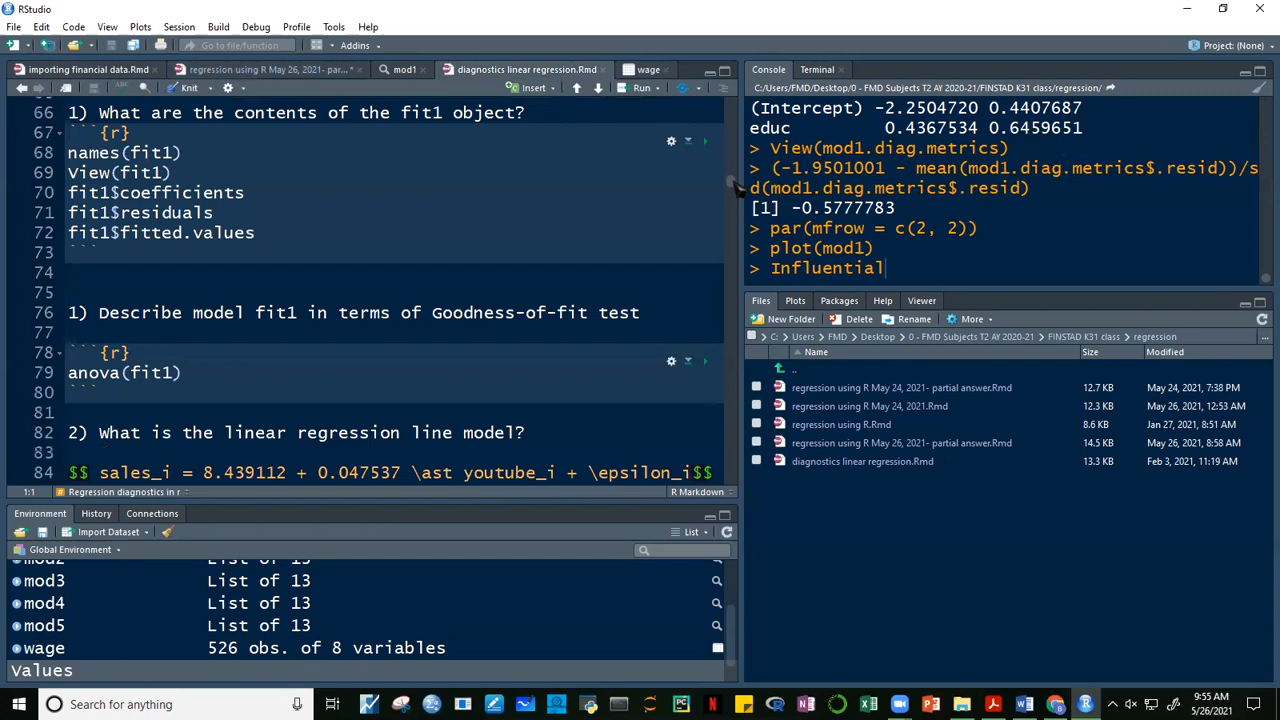 RStudio
File Edit Code View Plots Session Build Debug Profile Tools Help
Go to file/function Addins Project: (None)
importing financial data.Rmd regression using R May 26, 2021- part...* mod1 diagnostics linear regression.Rmd wage
Knit Insert Run
66 1) What are the contents of the fit1 object?
67 ```{r}
68 names(fit1)
69 View(fit1)
70 fit1$coefficients
71 fit1$residuals
72 fit1$fitted.values
73 ```
74
75
76 1) Describe model fit1 in terms of Goodness-of-fit test
77
78 ```{r}
79 anova(fit1)
80 ```
81
82 2) What is the linear regression line model?
83
84 $$ sales_i = 8.439112 + 0.047537 \ast youtube_i + \epsilon_i$$
1:1 Regression diagnostics in r R Markdown
Environment History Connections
Import Dataset List
Global Environment
mod2 List of 13
mod3 List of 13
mod4 List of 13
mod5 List of 13
wage 526 obs. of 8 variables
Values
Console Terminal
C:/Users/FMD/Desktop/0 - FMD Subjects T2 AY 2020-21/FINSTAD K31 class/regression/
(Intercept) -2.2504720 0.4407687
educ 0.4367534 0.6459651
> View(mod1.diag.metrics)
> (-1.9501001 - mean(mod1.diag.metrics$.resid))/s
d(mod1.diag.metrics$.resid)
[1] -0.5777783
> par(mfrow = c(2, 2))
> plot(mod1)
> Influential
Files Plots Packages Help Viewer
New Folder Delete Rename More
C: Users FMD Desktop 0 - FMD Subjects T2 AY 2020-21 FINSTAD K31 class regression ...
Name Size Modified
..
regression using R May 24, 2021- partial answer.Rmd 12.7 KB May 24, 2021, 7:38 PM
regression using R May 24, 2021.Rmd 12.3 KB May 26, 2021, 12:53 AM
regression using R.Rmd 8.6 KB Jan 27, 2021, 8:51 AM
regression using R May 26, 2021- partial answer.Rmd 14.5 KB May 26, 2021, 8:58 AM
diagnostics linear regression.Rmd 13.3 KB Feb 3, 2021, 11:19 AM
Type here to search
9:55 AM
5/26/2021